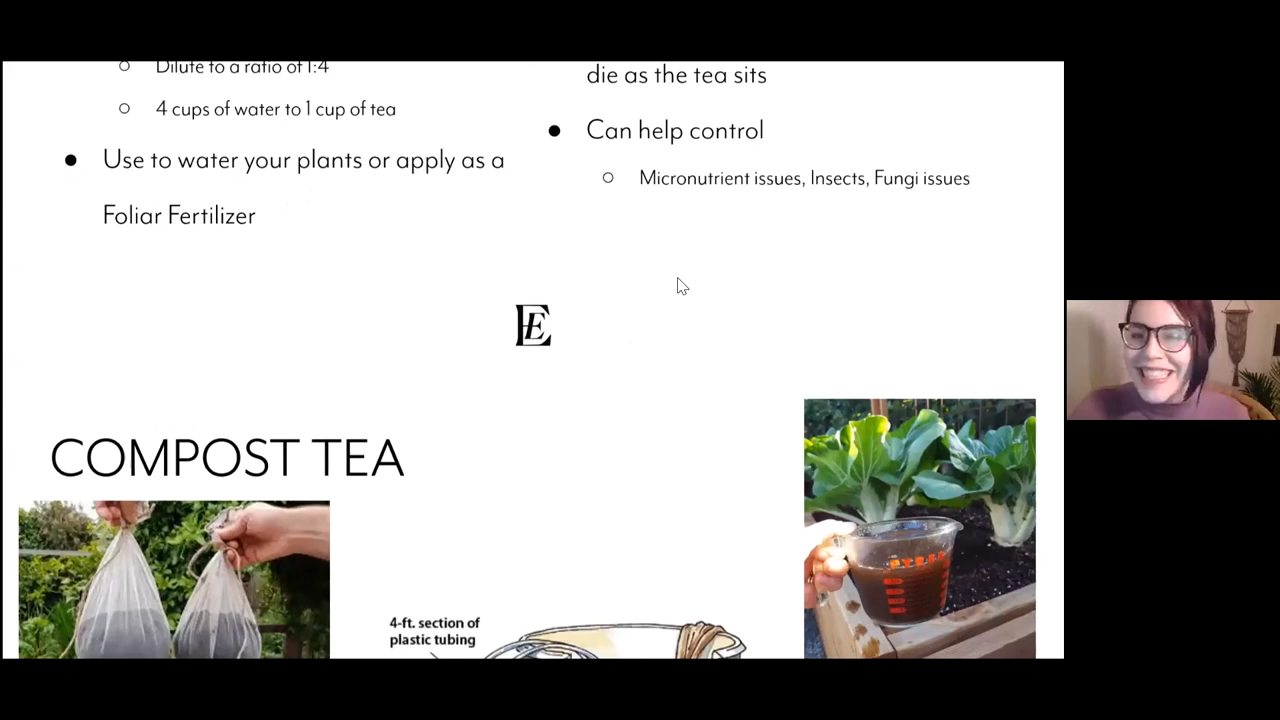 Dilute to a ratio of 1:4
4 cups of water to 1 cup of tea
Use to water your plants or apply as a
Foliar Fertilizer
die as the tea sits
Can help control
Micronutrient issues, Insects, Fungi issues
EE
COMPOST TEA
4-ft. section of
plastic tubing